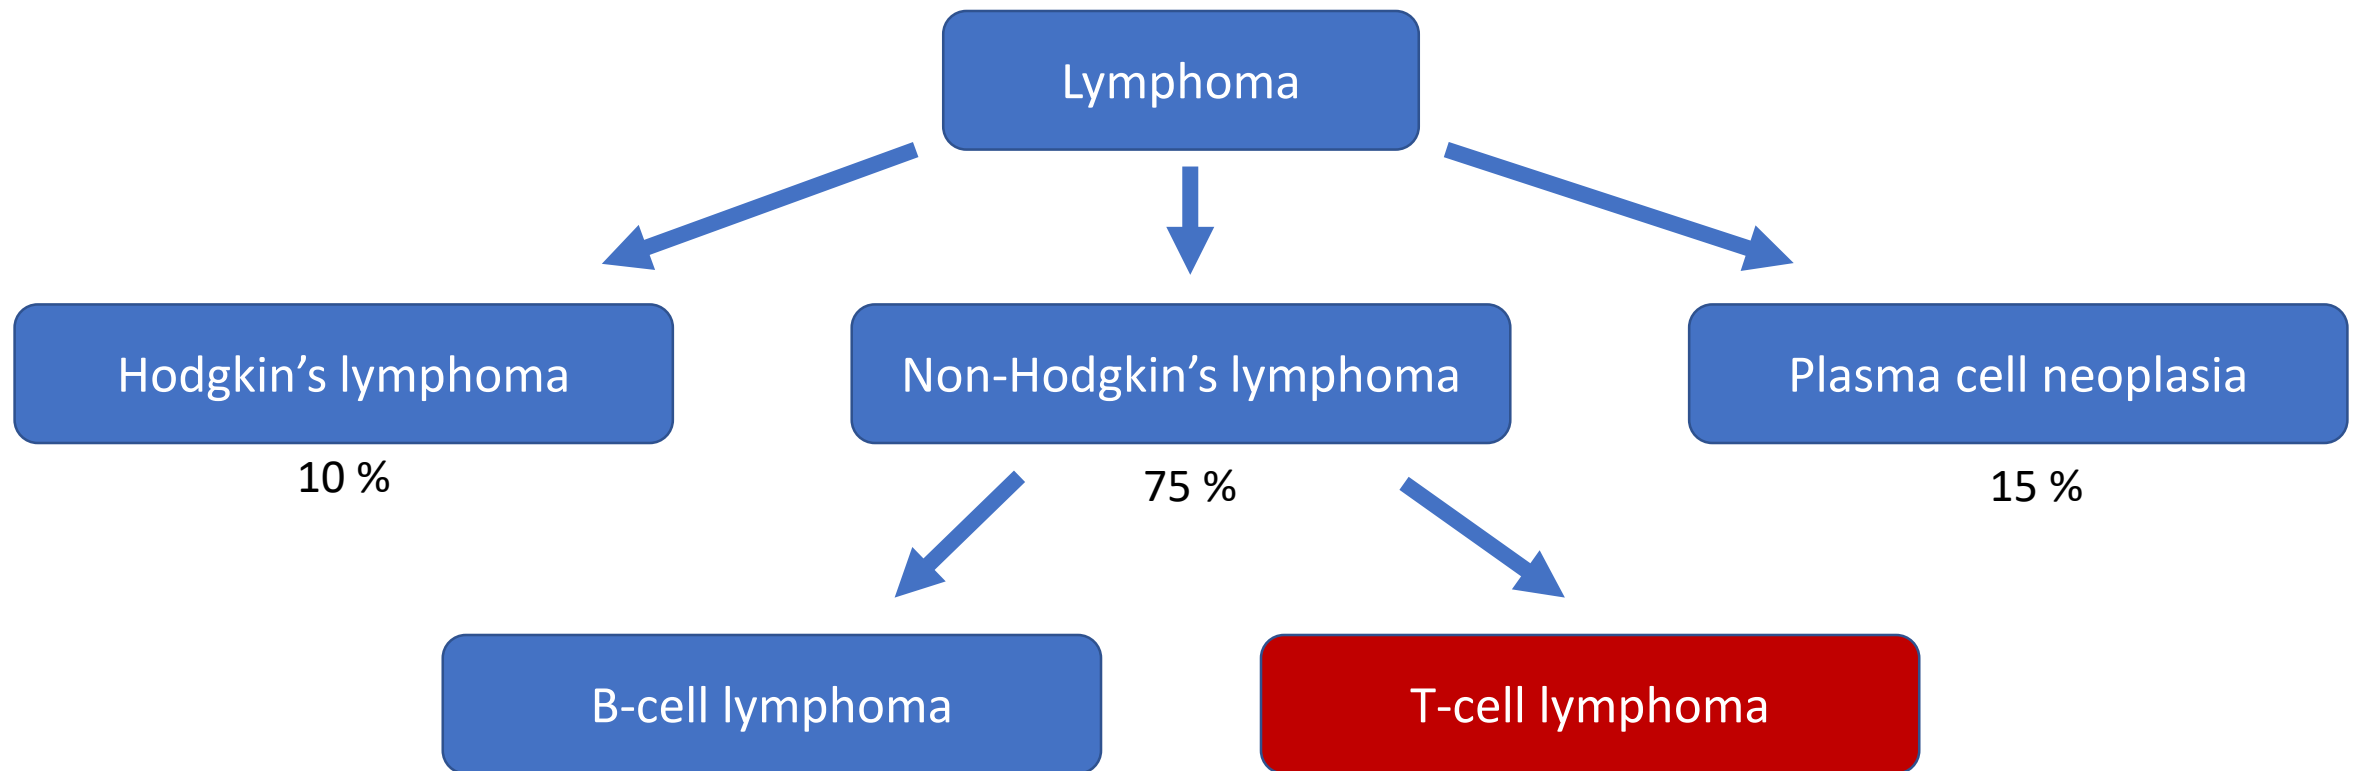 Lymphoma
Hodgkin’s lymphoma
Non-Hodgkin’s lymphoma
Plasma cell neoplasia
10 %
75 %
15 %
B-cell lymphoma
T-cell lymphoma